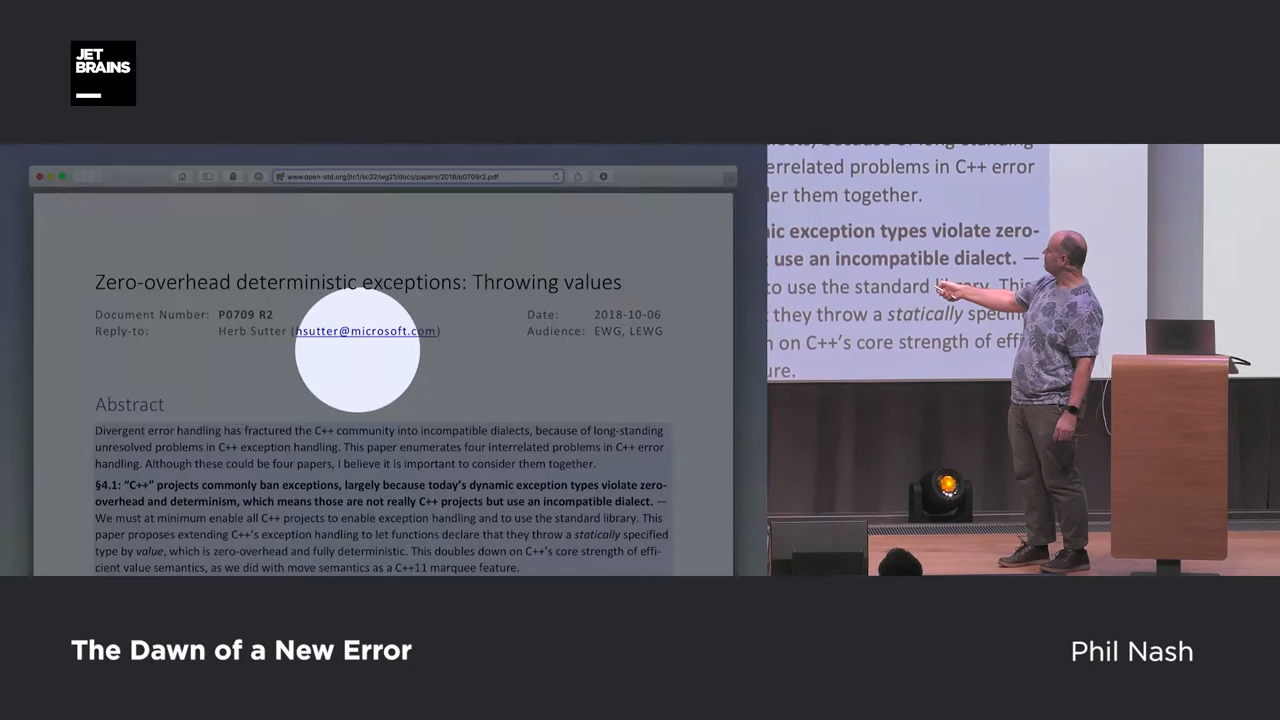 JET
BRAINS
www.open-std.org/jtc1/sc22/wg21/docs/papers/2018/p0709r2.pdf
Zero-overhead deterministic exceptions: Throwing values
Document Number: P0709 R2
Date: 2018-10-06
Reply-to: Herb Sutter (hsutter@microsoft.com)
Audience: EWG, LEWG
Abstract
Divergent error handling has fractured the C++ community into incompatible dialects, because of long-standing
unresolved problems in C++ exception handling. This paper enumerates four interrelated problems in C++ error
handling. Although these could be four papers, I believe it is important to consider them together.
§4.1: “C++” projects commonly ban exceptions, largely because today’s dynamic exception types violate zero-
overhead and determinism, which means those are not really C++ projects but use an incompatible dialect. —
We must at minimum enable all C++ projects to enable exception handling and to use the standard library. This
paper proposes extending C++’s exception handling to let functions declare that they throw a statically specified
type by value, which is zero-overhead and fully deterministic. This doubles down on C++’s core strength of effi-
cient value semantics, as we did with move semantics as a C++11 marquee feature.
errelated problems in C++ error
er them together.
ic exception types violate zero-
use an incompatible dialect. —
to use the standard library. This
they throw a statically specif
n on C++’s core strength of effi
ure.
The Dawn of a New Error
Phil Nash